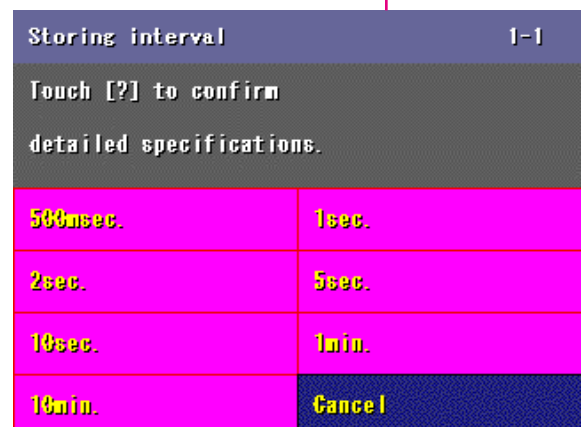 Storing interval 1-1
Touch [?] to confirm
detailed specifications.
500msec. 1sec.
2sec. 5sec.
10sec. 1min.
10min. Cancel